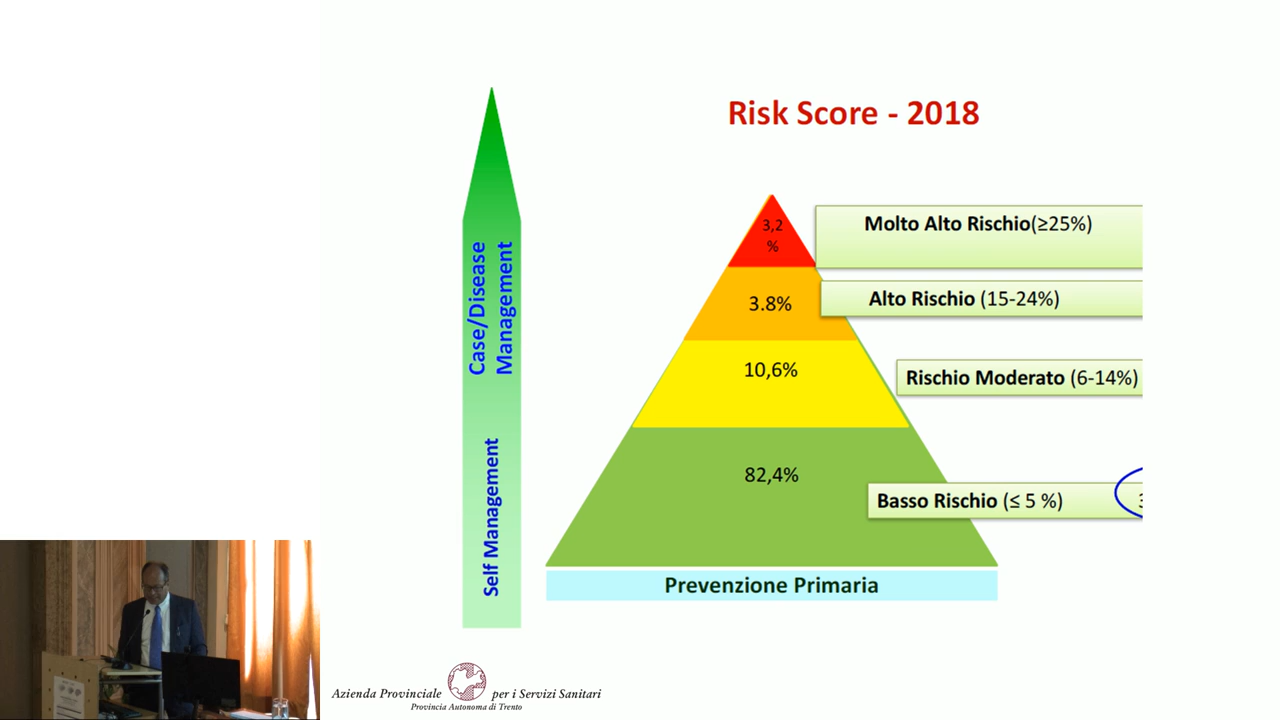 Risk Score - 2018
Case/Disease
Management
Self Management
3,2
%
3.8%
10,6%
82,4%
Molto Alto Rischio(≥25%)
Alto Rischio (15-24%)
Rischio Moderato (6-14%)
Basso Rischio (≤ 5 %)
Prevenzione Primaria
Azienda Provinciale per i Servizi Sanitari
Provincia Autonoma di Trento